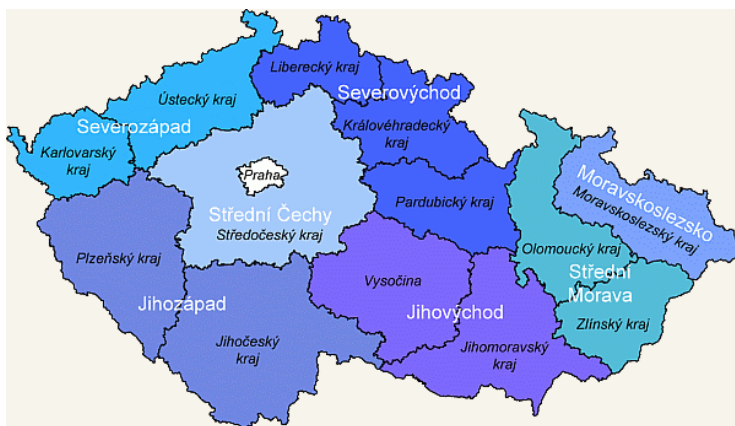 Liberecký kraj
Ústecký kraj
Severovýchod
Severozápad
Královéhradecký
kraj
Karlovarský
kraj
Praha
Moravskoslezsko
Moravskoslezský kraj
Střední Čechy
Středočeský kraj
Pardubický kraj
Olomoucký kraj
Plzeňský kraj
Vysočina
Střední
Morava
Jihozápad
Jihovýchod
Zlínský kraj
Jihočeský
kraj
Jihomoravský
kraj